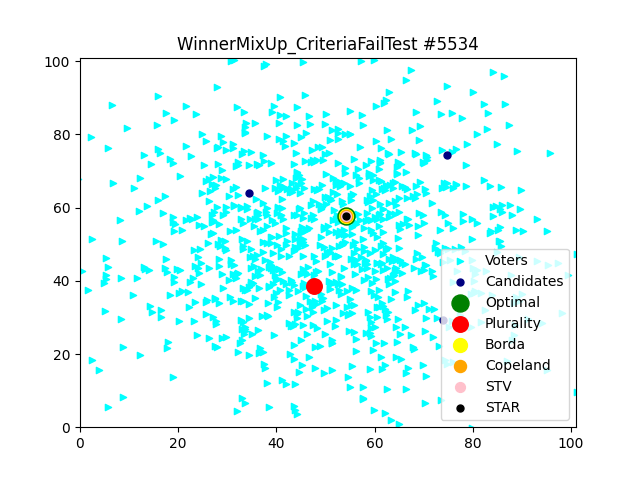 WinnerMixUp_CriteriaFailTest #5534
100
80
60
40
20
0
0
20
40
60
80
100
Voters
Candidates
Optimal
Plurality
Borda
Copeland
STV
STAR